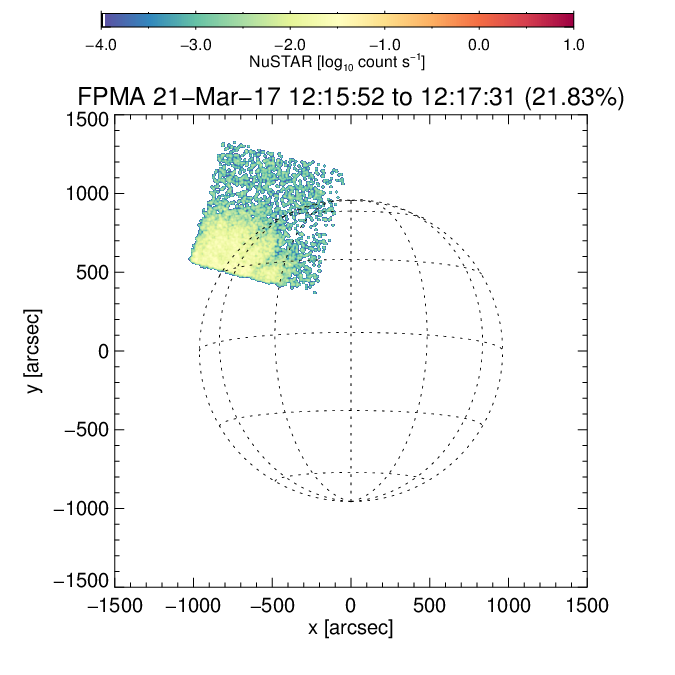 −4.0 −3.0 −2.0 −1.0 0.0 1.0
NuSTAR [log₁₀ count s⁻¹]
FPMA 21−Mar−17 12:15:52 to 12:17:31 (21.83%)
1500
1000
500
0
−500
−1000
−1500
y [arcsec]
−1500 −1000 −500 0 500 1000 1500
x [arcsec]